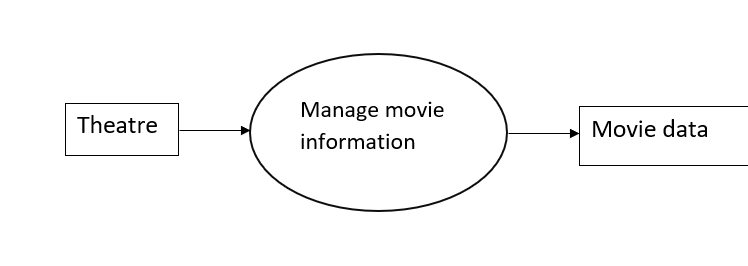 Theatre
Manage movie
information
Movie data